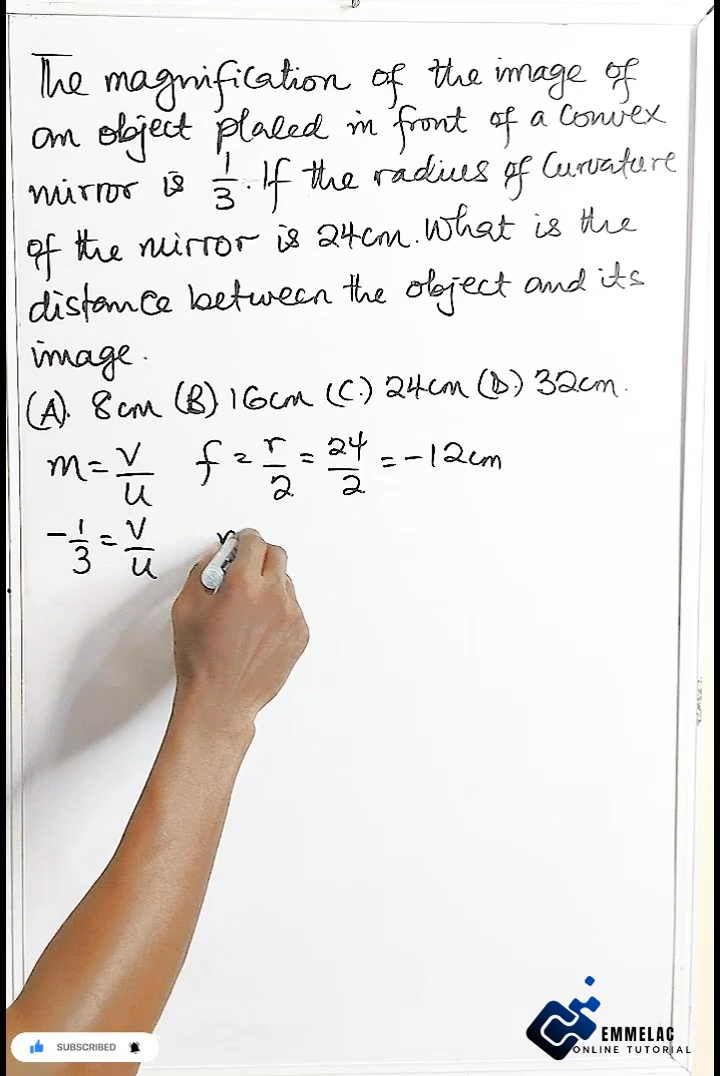 The magnification of the image of
an object placed in front of a convex
mirror is 1/3. If the radius of Curvature
of the mirror is 24cm. What is the
distance between the object and its
image.
(A). 8cm (B) 16cm (C.) 24cm (D.) 32cm.
m = V/u f = r/2 = 24/2 = -12cm
-1/3 = V/u
SUBSCRIBED
EMMELAC
ONLINE TUTORIAL